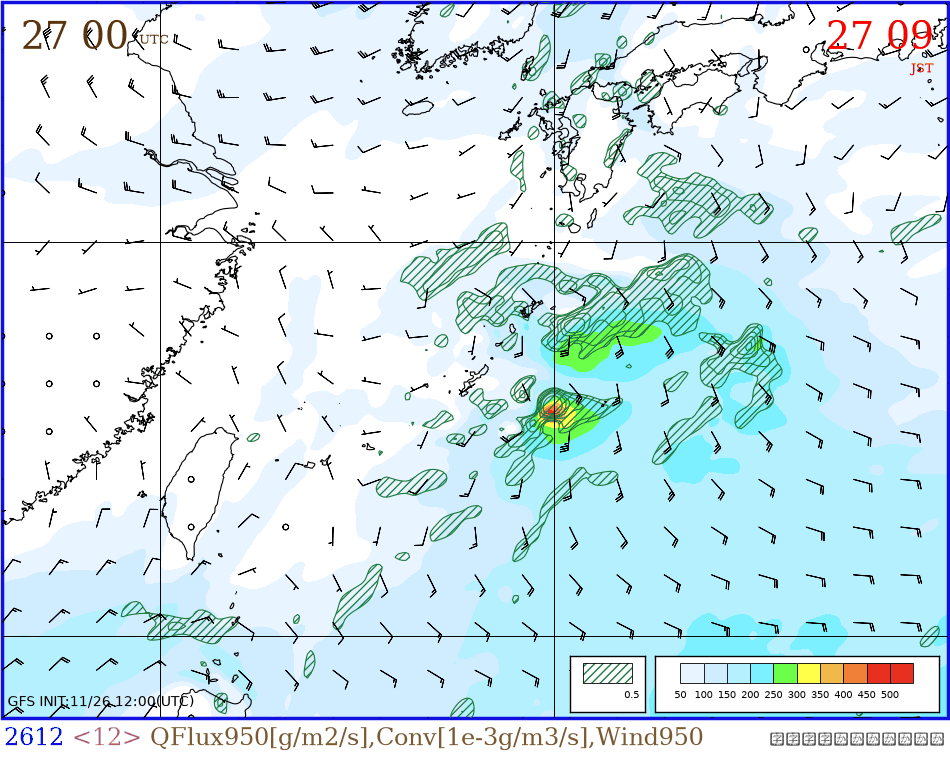 27 00 UTC
27 09
JST
0.5
50 100 150 200 250 300 350 400 450 500
GFS INIT:11/26 12:00(UTC)
2612 <12> QFlux950[g/m2/s],Conv[1e-3g/m3/s],Wind950